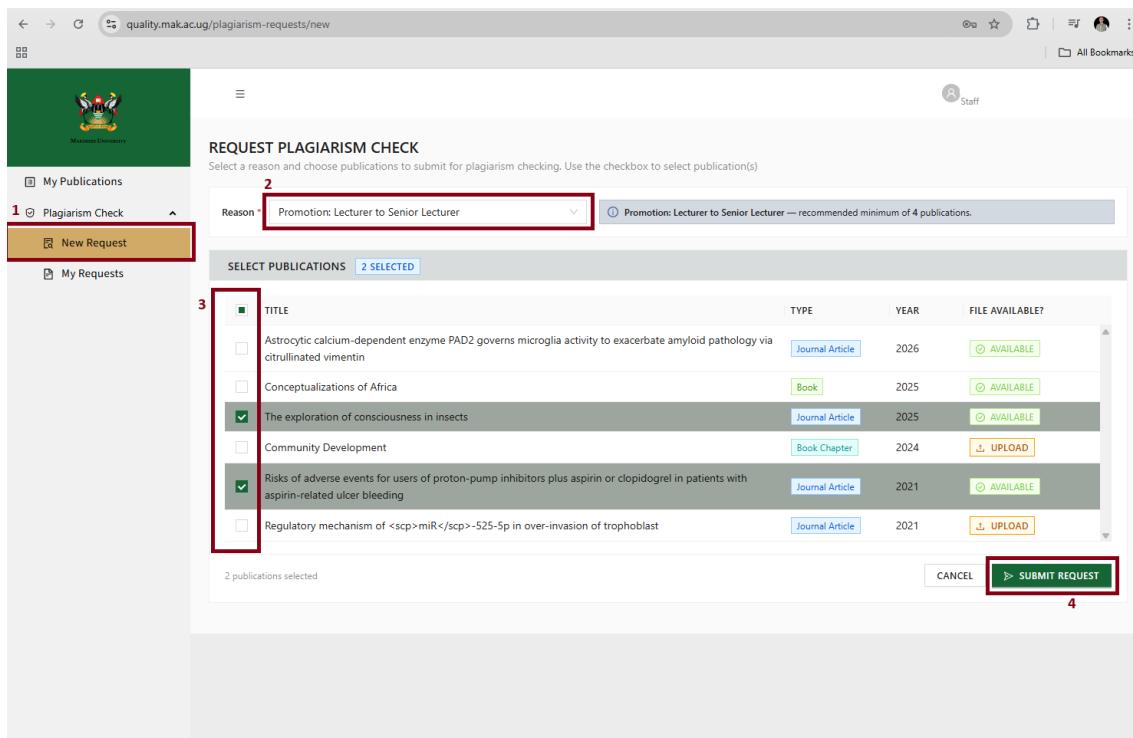 quality.mak.ac.ug/plagiarism-requests/new
All Bookmarks
MAKERERE UNIVERSITY
Staff
REQUEST PLAGIARISM CHECK
Select a reason and choose publications to submit for plagiarism checking. Use the checkbox to select publication(s)
My Publications
1 Plagiarism Check
New Request
My Requests
2
Reason * Promotion: Lecturer to Senior Lecturer
Promotion: Lecturer to Senior Lecturer — recommended minimum of 4 publications.
SELECT PUBLICATIONS 2 SELECTED
3
TITLE TYPE YEAR FILE AVAILABLE?
Astrocytic calcium-dependent enzyme PAD2 governs microglia activity to exacerbate amyloid pathology via
citrullinated vimentin Journal Article 2026 AVAILABLE
Conceptualizations of Africa Book 2025 AVAILABLE
The exploration of consciousness in insects Journal Article 2025 AVAILABLE
Community Development Book Chapter 2024 UPLOAD
Risks of adverse events for users of proton-pump inhibitors plus aspirin or clopidogrel in patients with
aspirin-related ulcer bleeding Journal Article 2021 AVAILABLE
Regulatory mechanism of <scp>miR</scp>-525-5p in over-invasion of trophoblast Journal Article 2021 UPLOAD
2 publications selected
CANCEL SUBMIT REQUEST
4